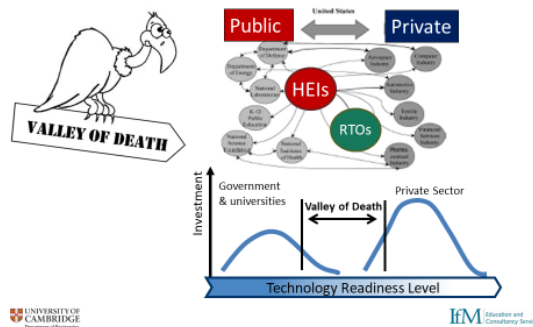 VALLEY OF DEATH
Public
United States
Private
Department
of Defense
Department
of Energy
National
Laboratories
K-12
Public
Education
National
Science
Foundation
National
Institutes
of Health
HEIs
RTOs
Aerospace
Industry
Computer
Industry
Automotive
Industry
Textile
Industry
Financial
Services
Industry
Industry
Investment
Government
& universities
Valley of Death
Private Sector
Technology Readiness Level
UNIVERSITY OF
CAMBRIDGE
IfM
Education and
Consultancy Servi